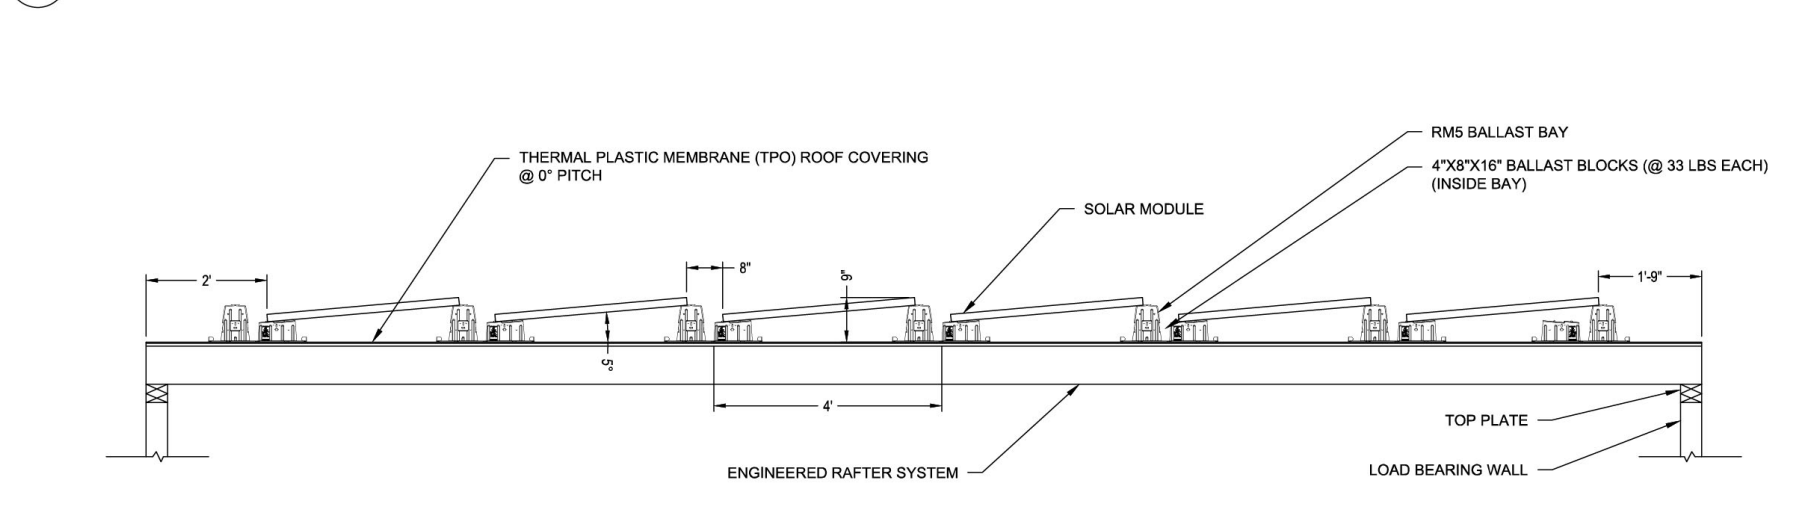 RM5 BALLAST BAY
THERMAL PLASTIC MEMBRANE (TPO) ROOF COVERING
@ 0° PITCH
4"X8"X16" BALLAST BLOCKS (@ 33 LBS EACH)
(INSIDE BAY)
SOLAR MODULE
2'
8"
9"
1'-9"
5°
4'
TOP PLATE
LOAD BEARING WALL
ENGINEERED RAFTER SYSTEM